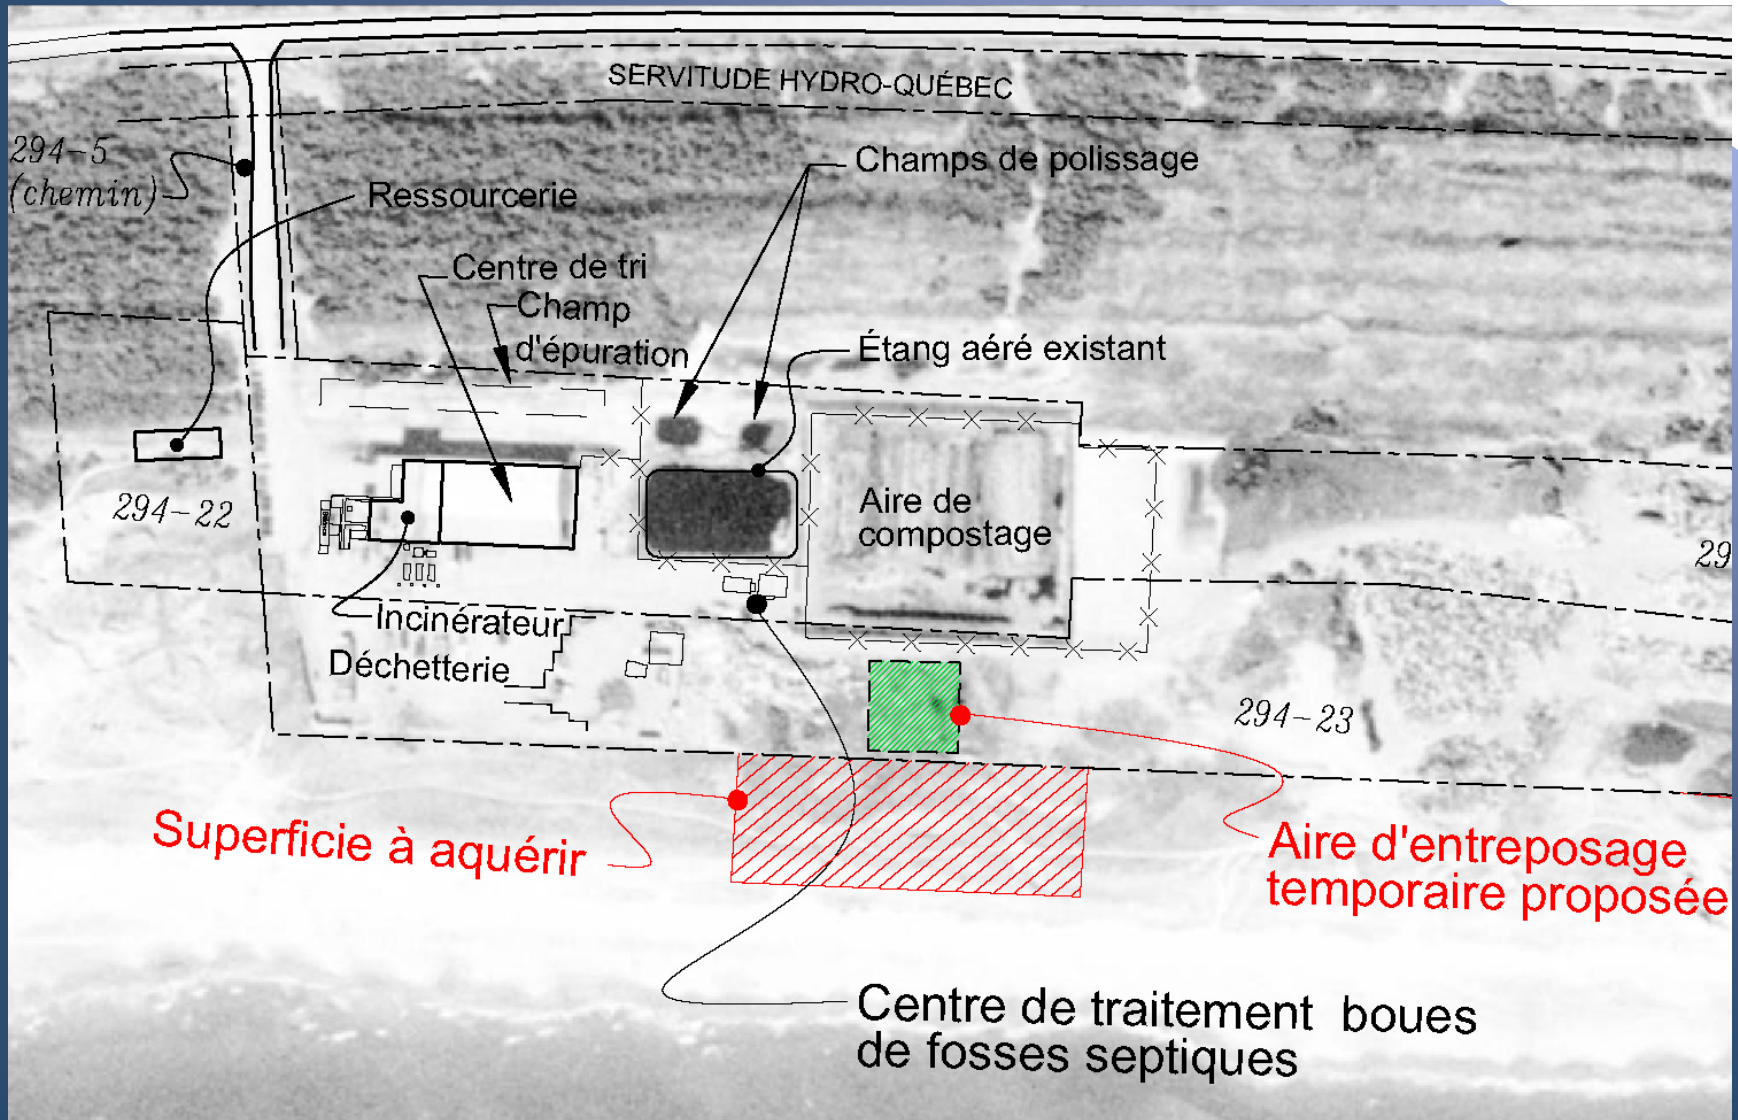 SERVITUDE HYDRO-QUÉBEC
294-5
(chemin)
Champs de polissage
Ressourcerie
Centre de tri
Champ
d'épuration
Étang aéré existant
Aire de
compostage
294-22
29
Incinérateur
Déchetterie
294-23
Superficie à aquérir
Aire d'entreposage
temporaire proposée
Centre de traitement boues
de fosses septiques